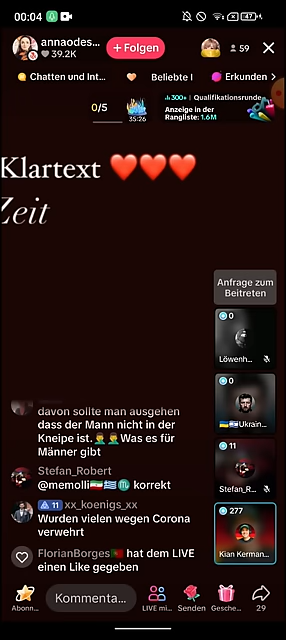 00:04
47
annaodes...
39.2K
+ Folgen
59
Chatten und Int...
Beliebte I
Erkunden >
0/5
35:26
300+ | Qualifikationsrunde
Anzeige in der
Rangliste: 1.6M
Klartext ❤️❤️❤️
Zeit
Anfrage zum
Beitreten
0
Löwenh...
0
🇺🇦🇮🇱Ukrain...
11
Stefan_R...
277
Kian Kerman...
davon sollte man ausgehen
dass der Mann nicht in der
Kneipe ist.🤦‍♂️🤦‍♂️Was es für
Männer gibt
Stefan_Robert
@memolli🇮🇷🇬🇷♏ korrekt
11 xx_koenigs_xx
Wurden vielen wegen Corona
verwehrt
FlorianBorges🇵🇹 hat dem LIVE
einen Like gegeben
Abonn...
Kommenta...
LIVE mi...
Senden
Gesche...
29